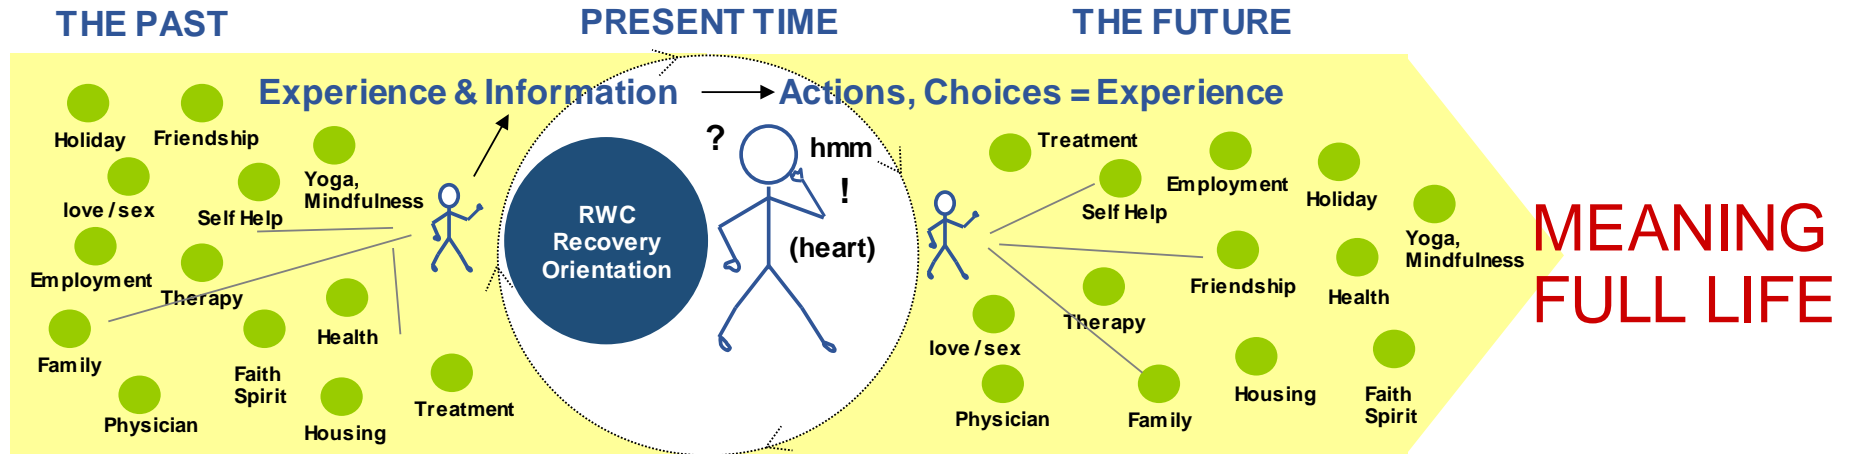 THE PAST
PRESENT TIME
THE FUTURE
Experience & Information
Actions, Choices = Experience
Holiday
Friendship
Yoga,
Mindfulness
love / sex
Self Help
Employment
Therapy
Health
Family
Faith
Spirit
Physician
Housing
Treatment
RWC
Recovery
Orientation
?
hmm
!
(heart)
Treatment
Self Help
Employment
Holiday
Yoga,
Mindfulness
Friendship
Health
Therapy
love / sex
Physician
Family
Housing
Faith
Spirit
MEANING
FULL LIFE